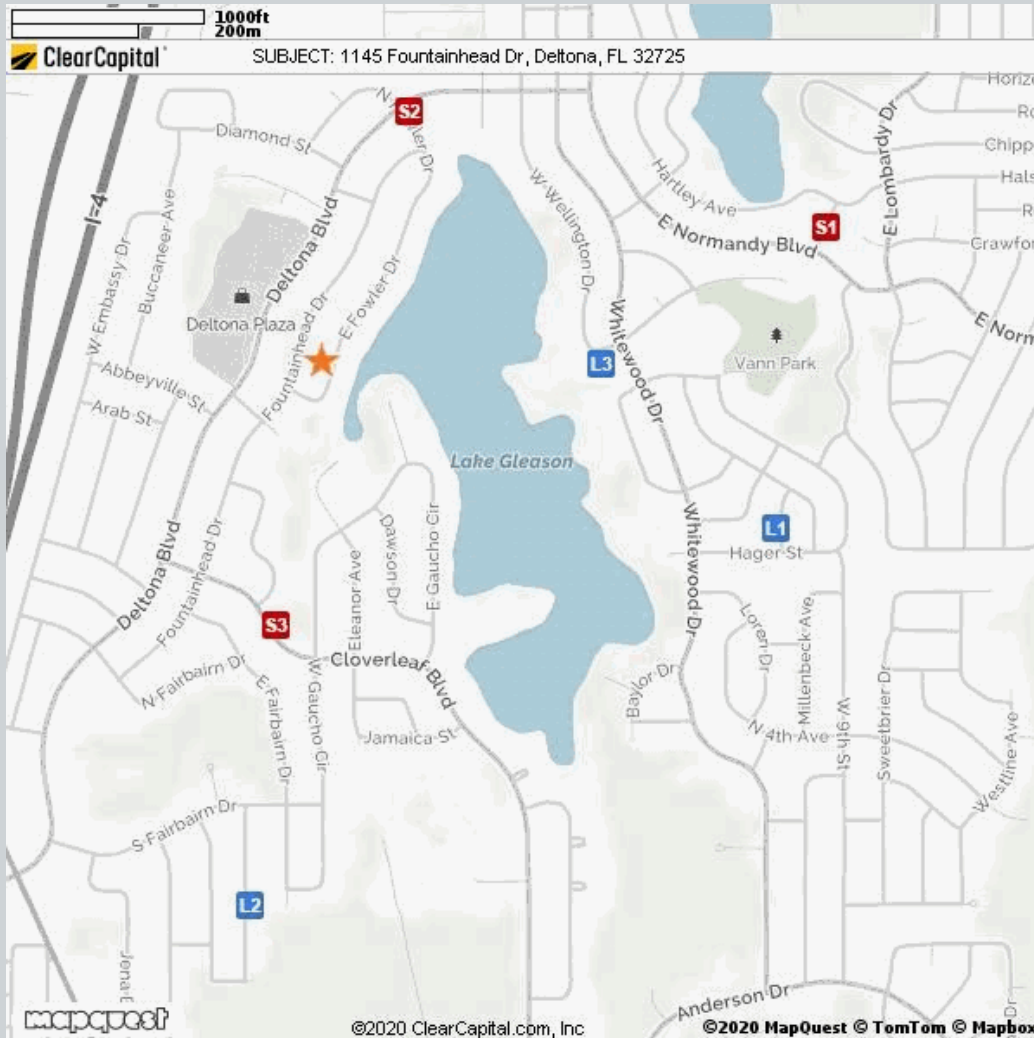 1000ft
200m
ClearCapital
SUBJECT: 1145 Fountainhead Dr, Deltona, FL 32725
S2
Diamond St
I-4
Deltona Blvd
Buccaneer Ave
W Embassy Dr
Deltona Plaza
Fountainhead Dr
E Fowler Dr
Abbeyville St
Arab St
W Wellington Dr
Hartley Ave
E Normandy Blvd
S1
E Lombardy Dr
Whitewood Dr
L3
Vann Park
Lake Gleason
L1
Hager St
Whitewood Dr
Deltona Blvd
Fountainhead Dr
S3
Eleanor Ave
Dawson Dr
E Gaucho Cir
Cloverleaf Blvd
N Fairbairn Dr
E Fairbairn Dr
W Gaucho Cir
Jamaica St
S Fairbairn Dr
L2
Baylor Dr
Loren Dr
Millenbeck Ave
N 4th Ave
W 9th St
Sweetbrier Dr
Westline Ave
Anderson Dr
mapquest
©2020 ClearCapital.com, Inc
©2020 MapQuest © TomTom © Mapbox